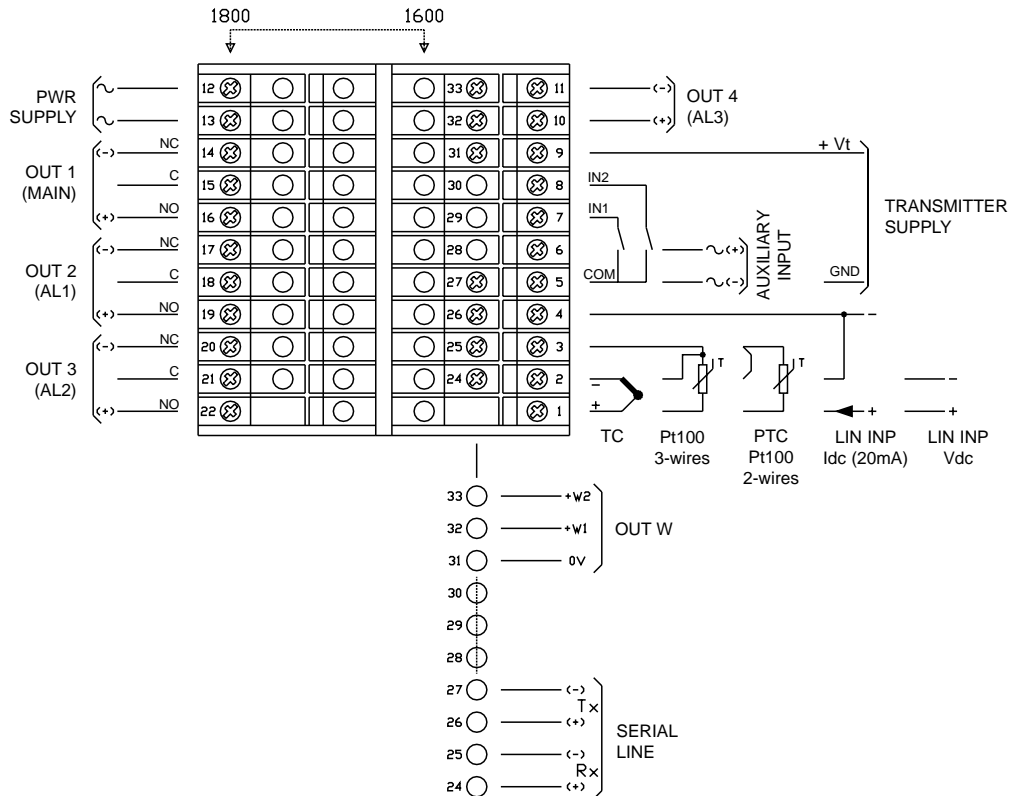 1800 1600
PWR
SUPPLY
12 33 11
(-)
OUT 4
(AL3)
13 32 10
(+)
OUT 1
(MAIN)
(-) NC 14 31 9 + Vt
C 15 30 8 IN2
(+) NO 16 29 7 IN1
TRANSMITTER
SUPPLY
OUT 2
(AL1)
(-) NC 17 28 6 (+)
C 18 27 5 COM (-) GND
AUXILIARY
INPUT
(+) NO 19 26 4 -
OUT 3
(AL2)
(-) NC 20 25 3 T T
C 21 24 2 - -
(+) NO 22 1 + + +
TC
Pt100
3-wires
PTC
Pt100
2-wires
LIN INP
Idc (20mA)
LIN INP
Vdc
33 +W2
32 +W1
31 0V
OUT W
30
29
28
27 (-)
Tx
26 (+)
25 (-)
Rx
24 (+)
SERIAL
LINE